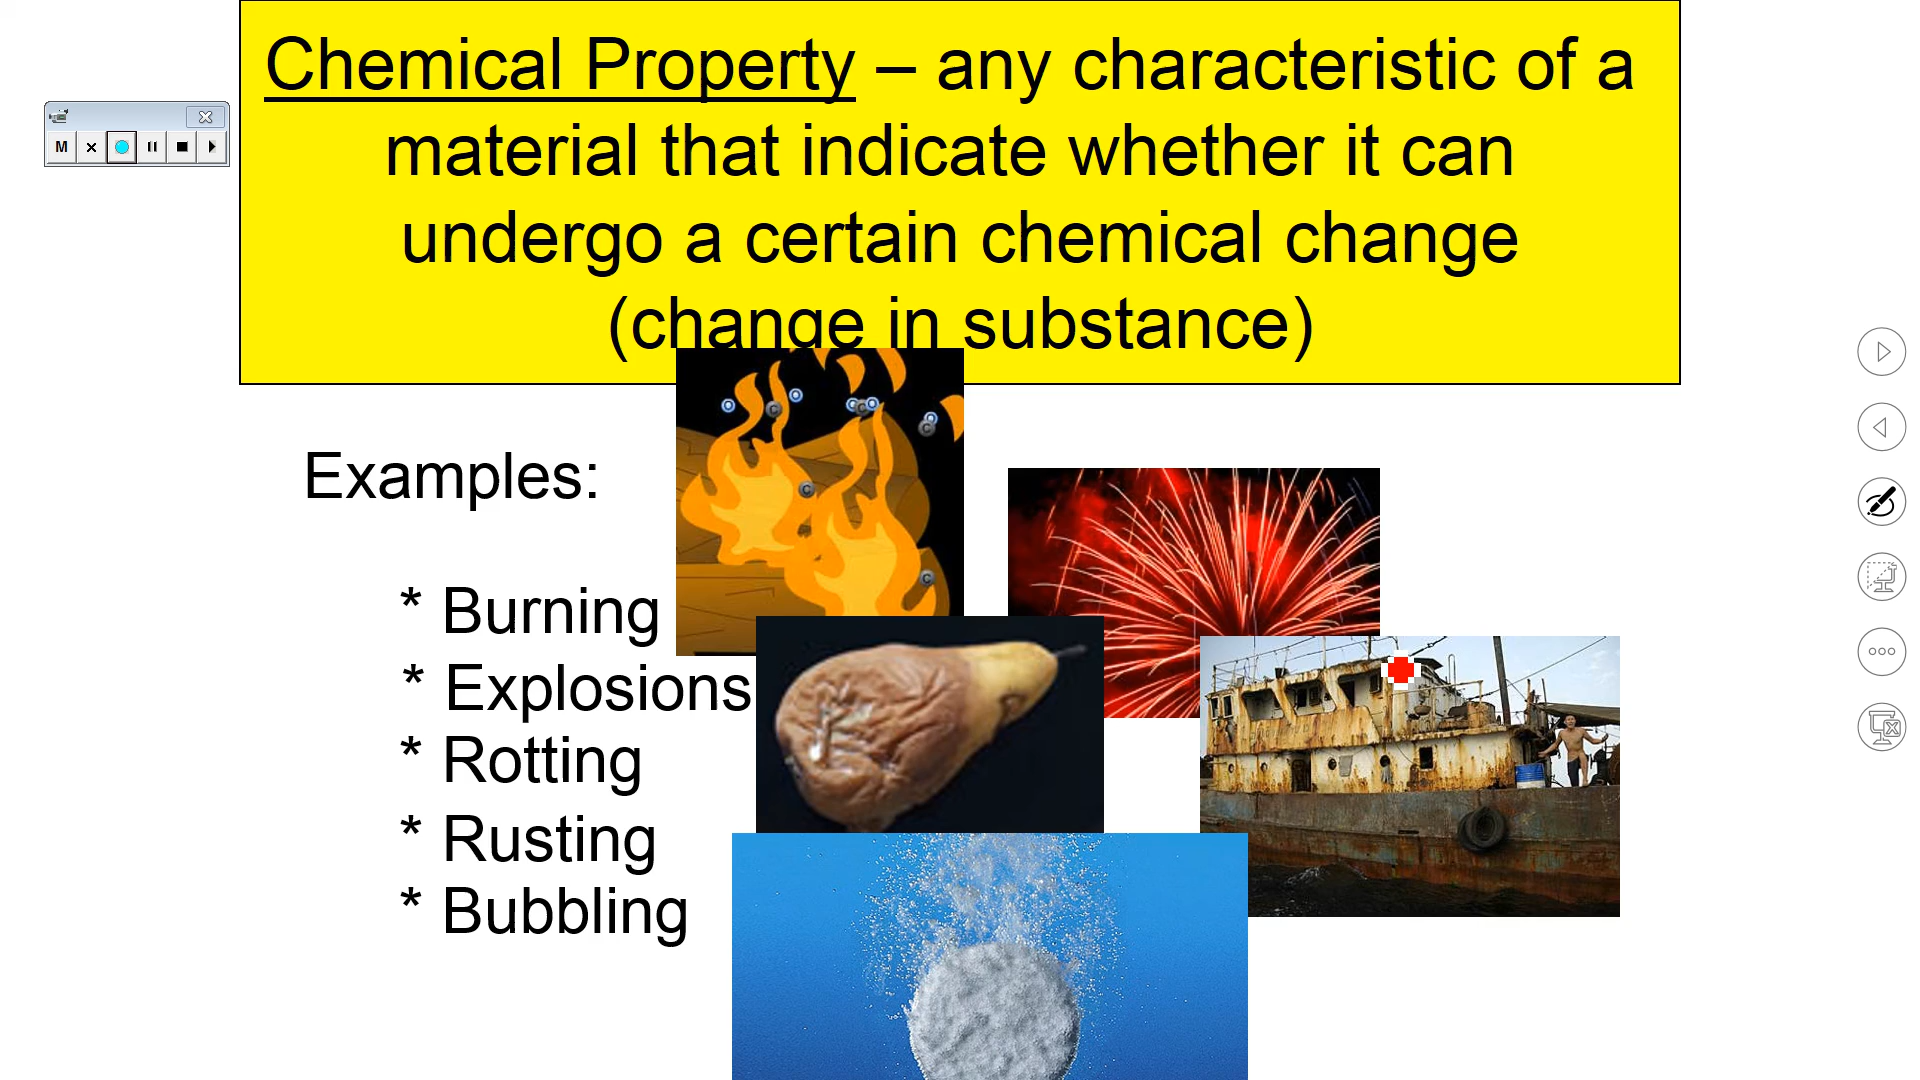 Chemical Property – any characteristic of a
material that indicate whether it can
undergo a certain chemical change
(change in substance)
M
Examples:
* Burning
* Explosions
* Rotting
* Rusting
* Bubbling
O
C
O
O
C
O
O
C
C
C